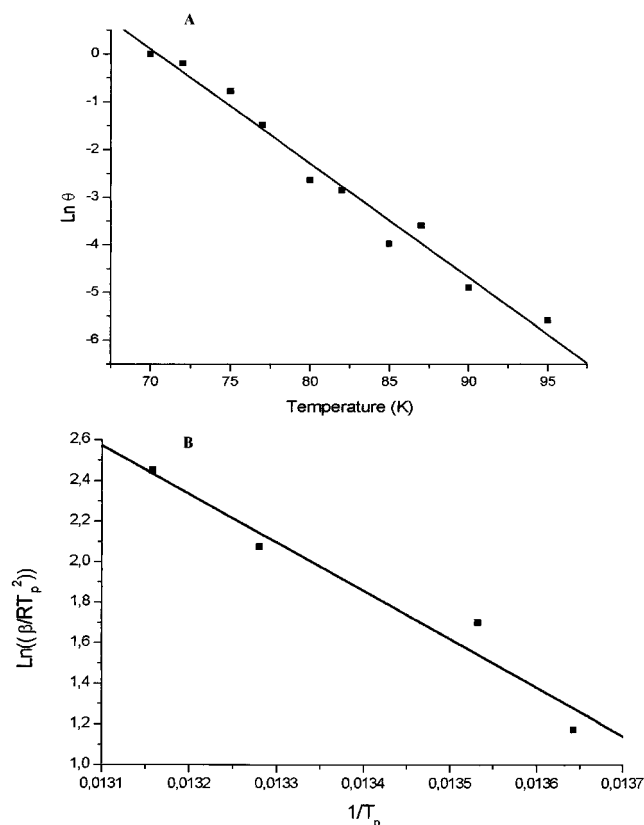 A
0
-1
-2
-3
-4
-5
-6
Ln θ
70 75 80 85 90 95
Temperature (K)
B
2,6
2,4
2,2
2,0
1,8
1,6
1,4
1,2
1,0
Ln((β/RTp²))
0,0131 0,0132 0,0133 0,0134 0,0135 0,0136 0,0137
1/Tp